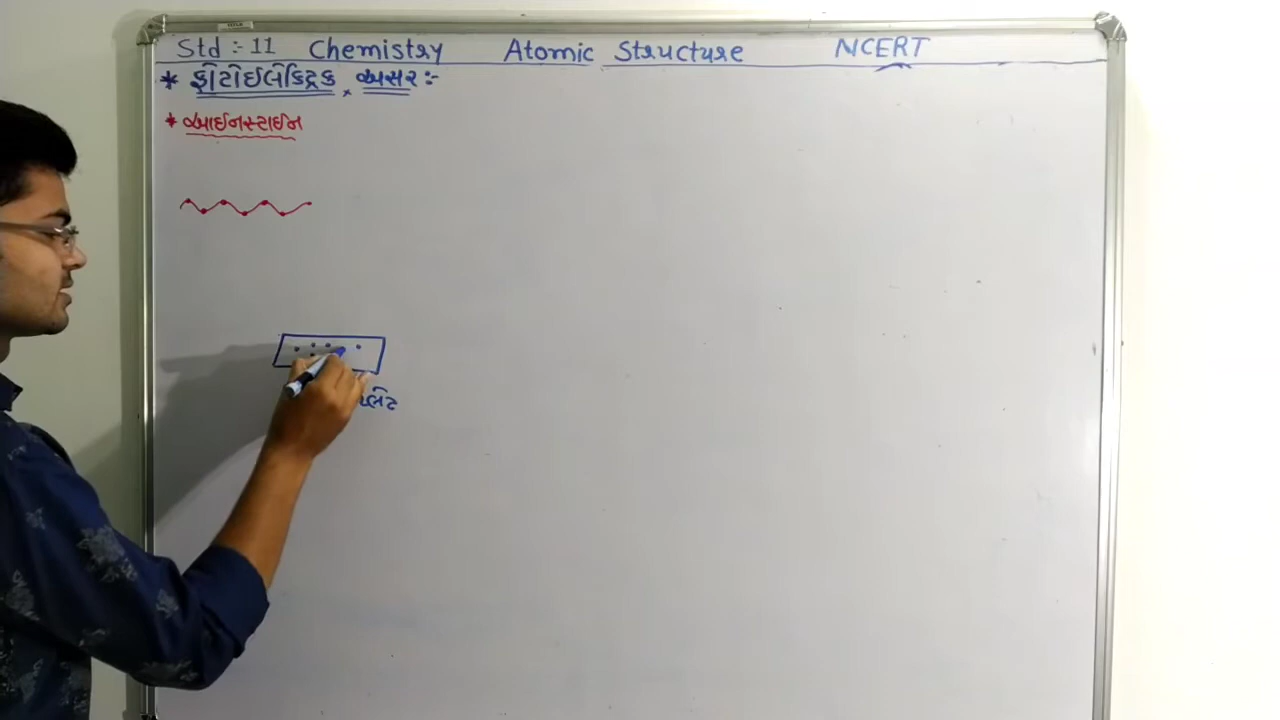 Std :- 11 Chemistry Atomic Structure NCERT
* ફોટોઈલેક્ટ્રિક અસર :-
* આઈનસ્ટાઈન
પ્લેટ